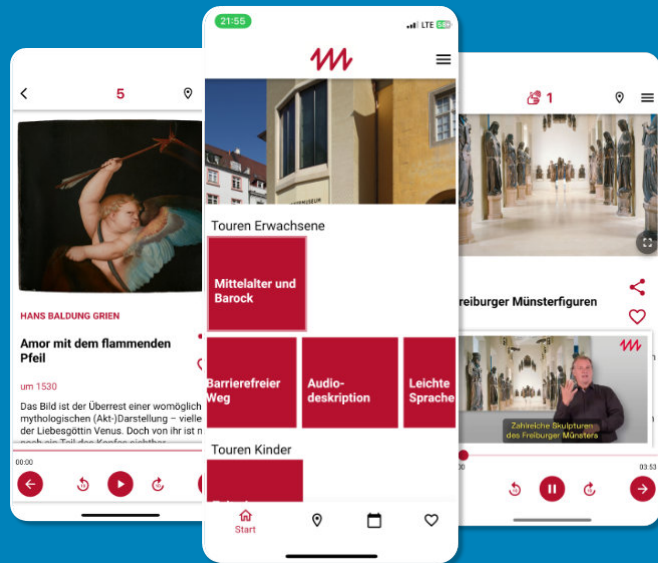 5
HANS BALDUNG GRIEN
Amor mit dem flammenden
Pfeil
um 1530
Das Bild ist der Überrest einer womöglich
mythologischen (Akt-)Darstellung – vielle
der Liebesgöttin Venus. Doch von ihr ist n
00:00
21:55
LTE
Touren Erwachsene
Mittelalter und
Barock
Barrierefreier
Weg
Audio-
deskription
Leichte
Sprache
Touren Kinder
Start
1
reiburger Münsterfiguren
Zahlreiche Skulpturen
des Freiburger Münsters
03:53